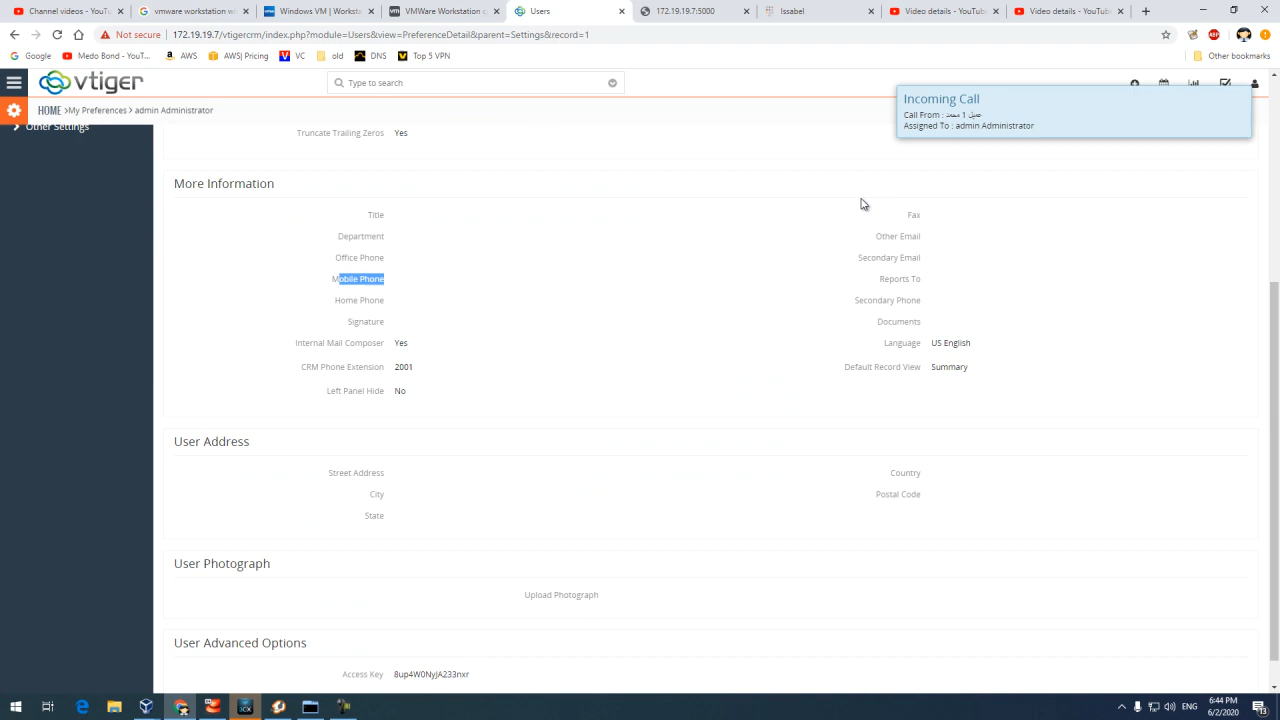 Content - YouTube
vmware workstation wi
Windows VM | Workstat
VMWare Workstation c
Users
172.19.19.7:5000
Issabel
Video details - YouTub
Video details - YouTub
Not secure
172.19.19.7/vtigercrm/index.php?module=Users&view=PreferenceDetail&parent=Settings&record=1
Google
Medo Bond - YouT...
AWS
AWS| Pricing
VC
old
DNS
Top 5 VPN
Other bookmarks
vtiger
Type to search
HOME >My Preferences > admin Administrator
Incoming Call
Call From :
Assigned To : admin Administrator
Other Settings
Truncate Trailing Zeros Yes
More Information
Title
Fax
Department
Other Email
Office Phone
Secondary Email
Mobile Phone
Reports To
Home Phone
Secondary Phone
Signature
Documents
Internal Mail Composer Yes
Language US English
CRM Phone Extension 2001
Default Record View Summary
Left Panel Hide No
User Address
Street Address
Country
City
Postal Code
State
User Photograph
Upload Photograph
User Advanced Options
Access Key 8up4W0NyJA233nxr
ENG
6:44 PM
6/2/2020
13